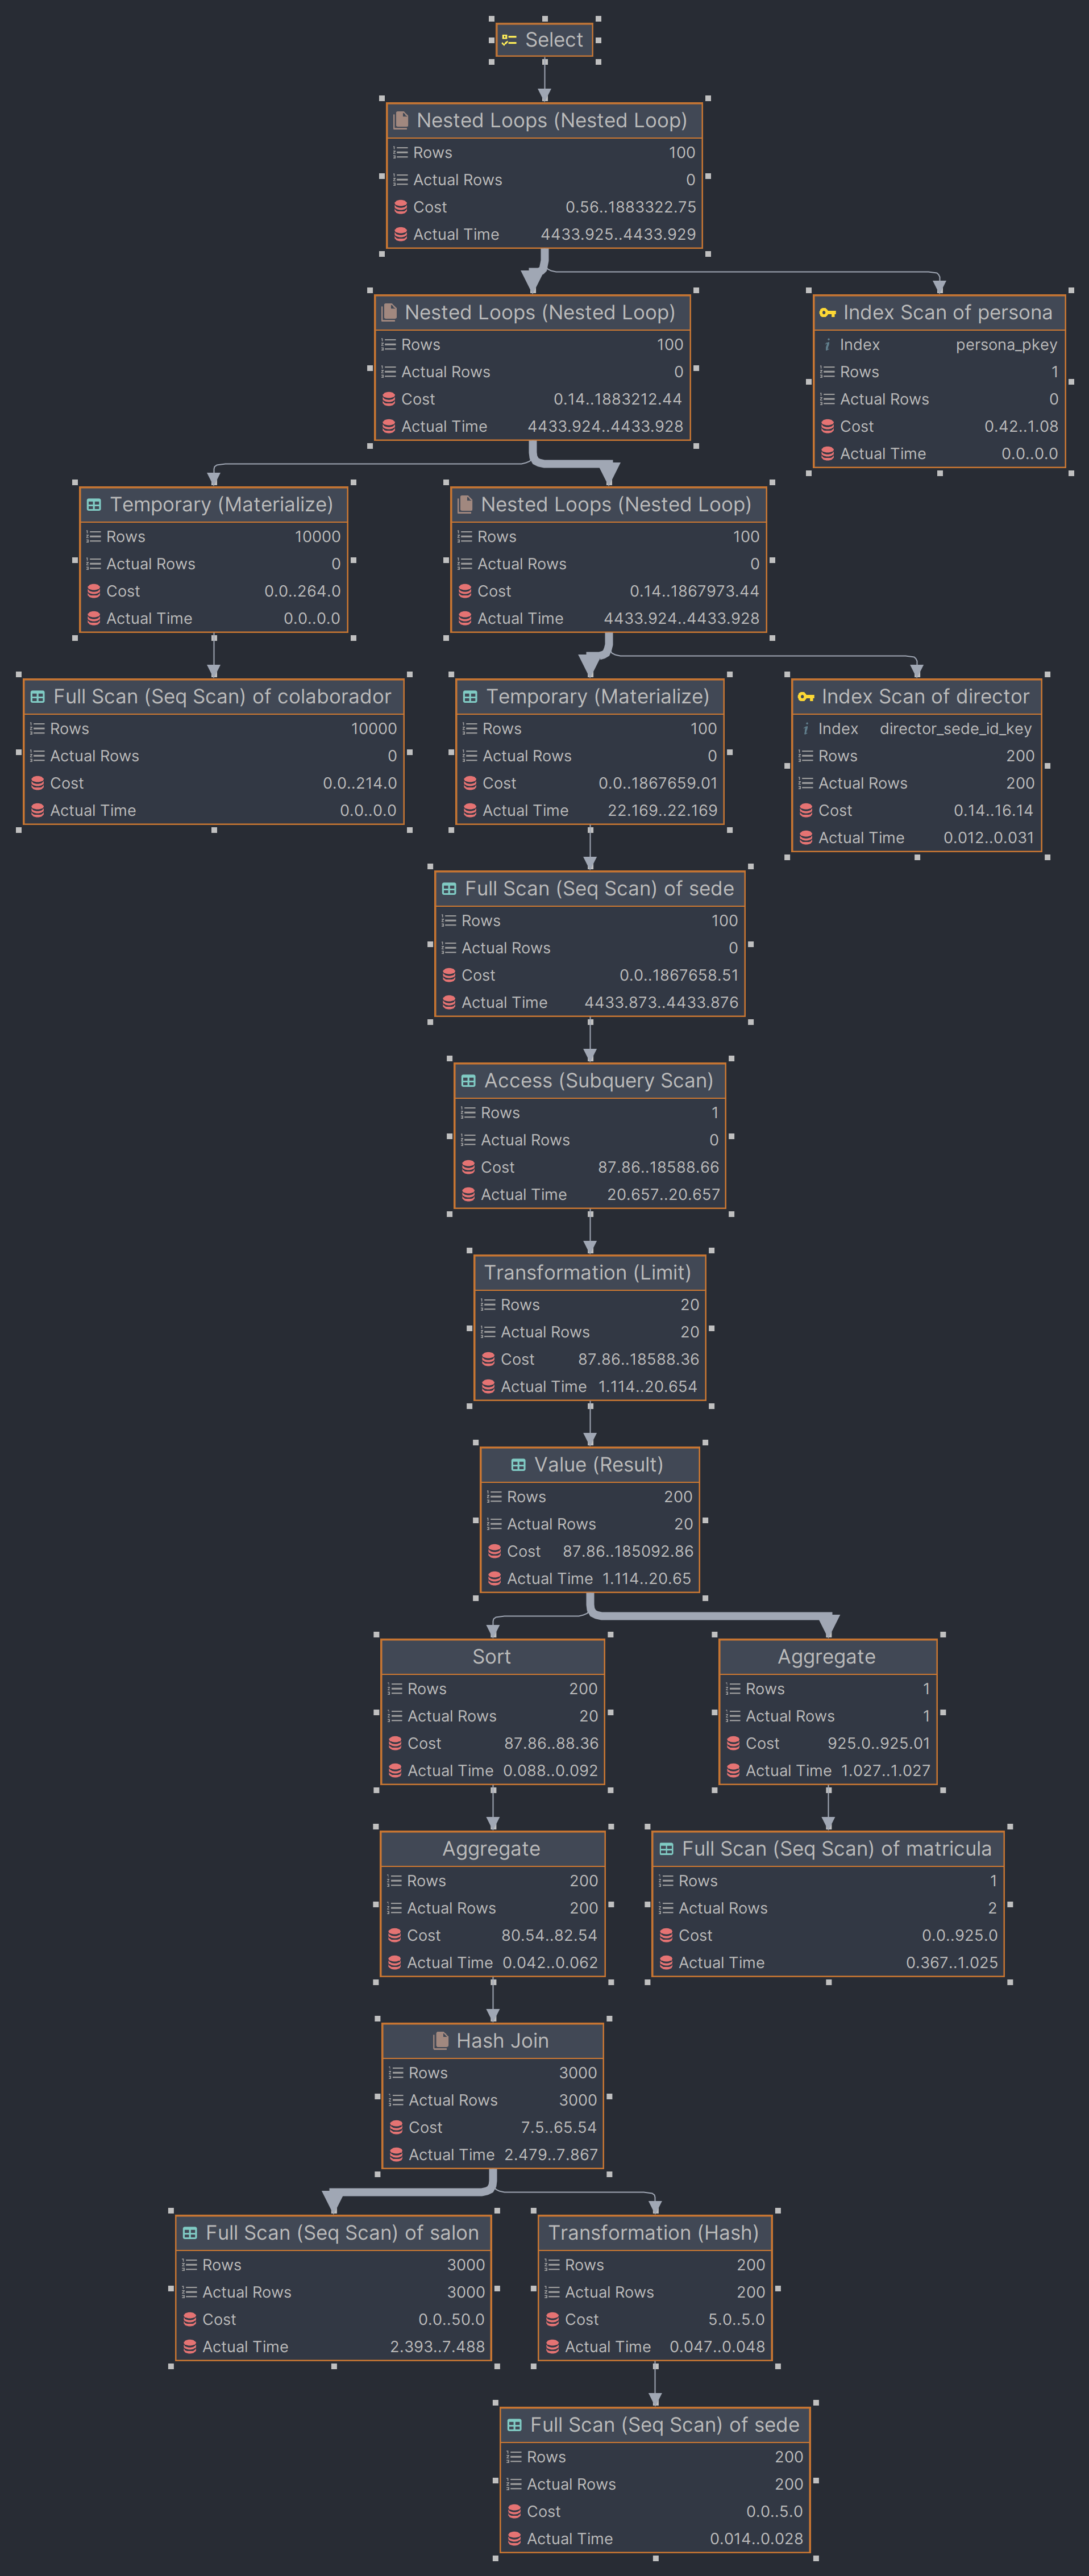 Select
Nested Loops (Nested Loop)
Rows 100
Actual Rows 0
Cost 0.56..1883322.75
Actual Time 4433.925..4433.929
Nested Loops (Nested Loop)
Rows 100
Actual Rows 0
Cost 0.14..1883212.44
Actual Time 4433.924..4433.928
Index Scan of persona
Index persona_pkey
Rows 1
Actual Rows 0
Cost 0.42..1.08
Actual Time 0.0..0.0
Temporary (Materialize)
Rows 10000
Actual Rows 0
Cost 0.0..264.0
Actual Time 0.0..0.0
Nested Loops (Nested Loop)
Rows 100
Actual Rows 0
Cost 0.14..1867973.44
Actual Time 4433.924..4433.928
Full Scan (Seq Scan) of colaborador
Rows 10000
Actual Rows 0
Cost 0.0..214.0
Actual Time 0.0..0.0
Temporary (Materialize)
Rows 100
Actual Rows 0
Cost 0.0..1867659.01
Actual Time 22.169..22.169
Index Scan of director
Index director_sede_id_key
Rows 200
Actual Rows 200
Cost 0.14..16.14
Actual Time 0.012..0.031
Full Scan (Seq Scan) of sede
Rows 100
Actual Rows 0
Cost 0.0..1867658.51
Actual Time 4433.873..4433.876
Access (Subquery Scan)
Rows 1
Actual Rows 0
Cost 87.86..18588.66
Actual Time 20.657..20.657
Transformation (Limit)
Rows 20
Actual Rows 20
Cost 87.86..18588.36
Actual Time 1.114..20.654
Value (Result)
Rows 200
Actual Rows 20
Cost 87.86..185092.86
Actual Time 1.114..20.65
Sort
Rows 200
Actual Rows 20
Cost 87.86..88.36
Actual Time 0.088..0.092
Aggregate
Rows 1
Actual Rows 1
Cost 925.0..925.01
Actual Time 1.027..1.027
Aggregate
Rows 200
Actual Rows 200
Cost 80.54..82.54
Actual Time 0.042..0.062
Full Scan (Seq Scan) of matricula
Rows 1
Actual Rows 2
Cost 0.0..925.0
Actual Time 0.367..1.025
Hash Join
Rows 3000
Actual Rows 3000
Cost 7.5..65.54
Actual Time 2.479..7.867
Full Scan (Seq Scan) of salon
Rows 3000
Actual Rows 3000
Cost 0.0..50.0
Actual Time 2.393..7.488
Transformation (Hash)
Rows 200
Actual Rows 200
Cost 5.0..5.0
Actual Time 0.047..0.048
Full Scan (Seq Scan) of sede
Rows 200
Actual Rows 200
Cost 0.0..5.0
Actual Time 0.014..0.028